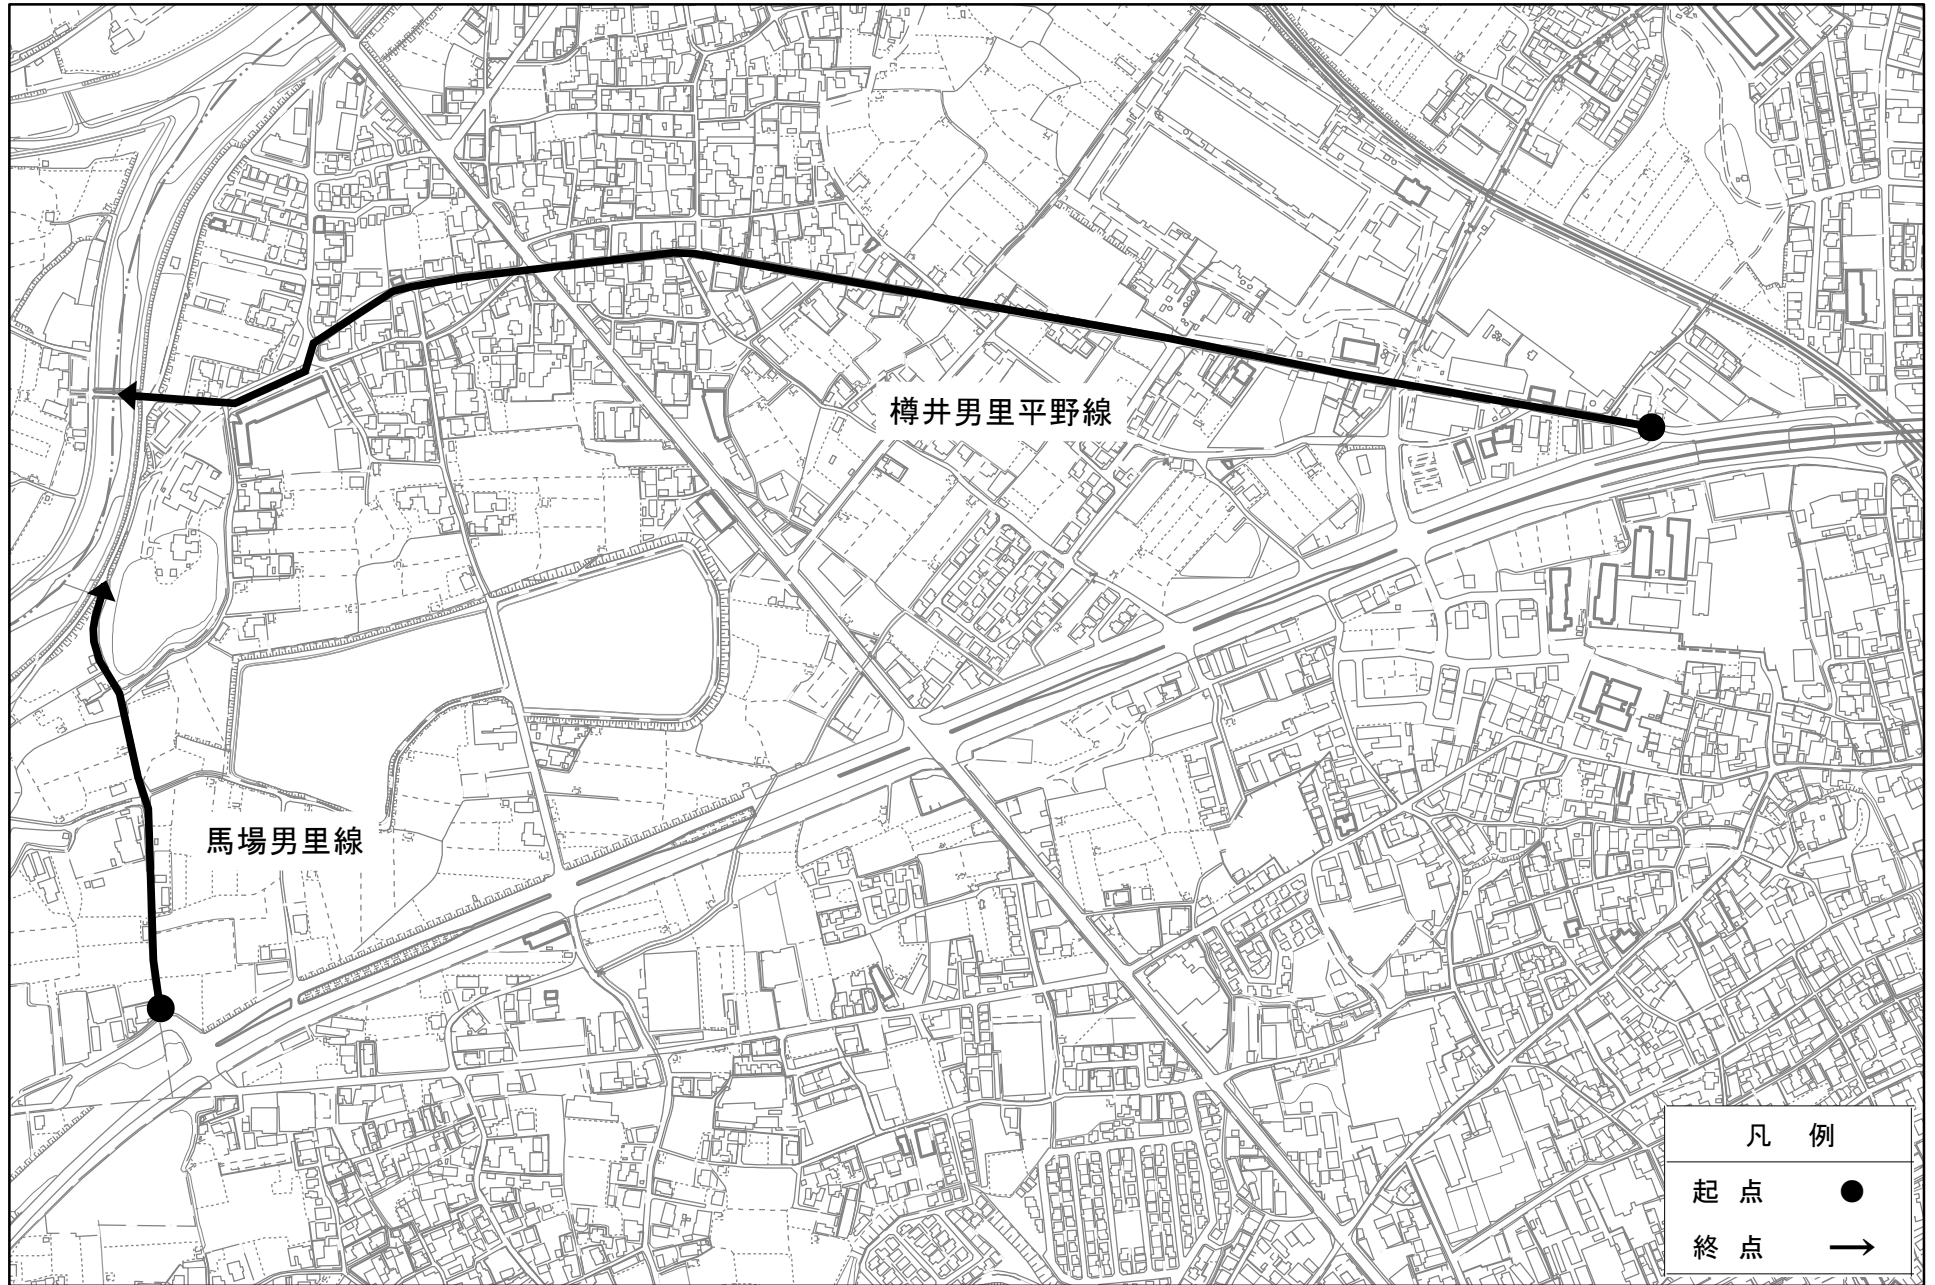 樽井男里平野線
馬場男里線
凡 例
起 点
終 点